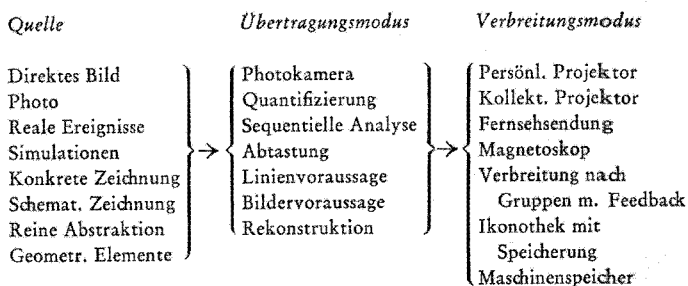 Quelle
Übertragungsmodus
Verbreitungsmodus
Direktes Bild
Photo
Reale Ereignisse
Simulationen
Konkrete Zeichnung
Schemat. Zeichnung
Reine Abstraktion
Geometr. Elemente
Photokamera
Quantifizierung
Sequentielle Analyse
Abtastung
Linienvoraussage
Bildervoraussage
Rekonstruktion
Persönl. Projektor
Kollekt. Projektor
Fernsehsendung
Magnetoskop
Verbreitung nach
Gruppen m. Feedback
Ikonothek mit
Speicherung
Maschinenspeicher